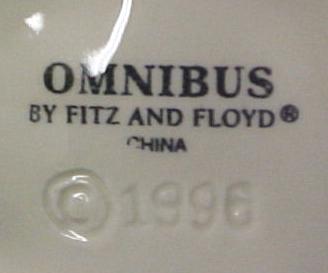 OMNIBUS
BY FITZ AND FLOYD®
CHINA
© 1996